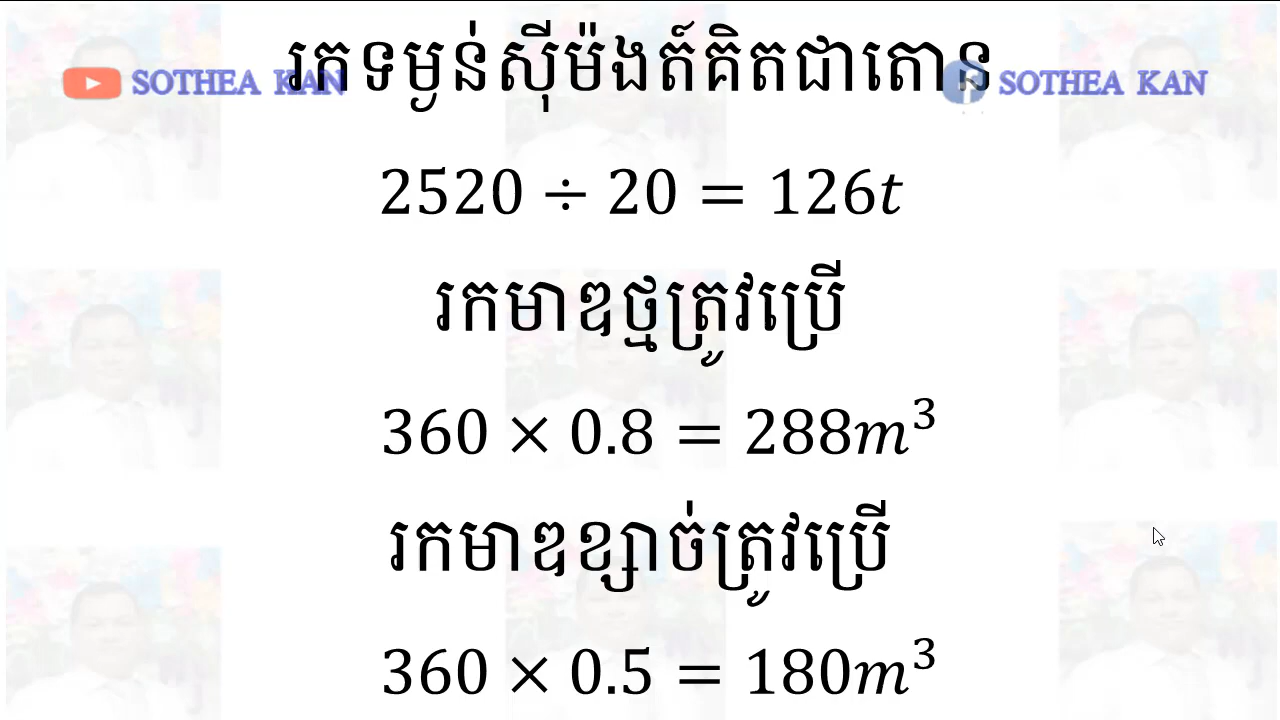 រកទម្ងន់ស៊ីម៉ងត៍គិតជាតោន
SOTHEA KAN
SOTHEA KAN
2520 ÷ 20 = 126t
រកមាឌថ្មត្រូវប្រើ
360 × 0.8 = 288m³
រកមាឌខ្សាច់ត្រូវប្រើ
360 × 0.5 = 180m³